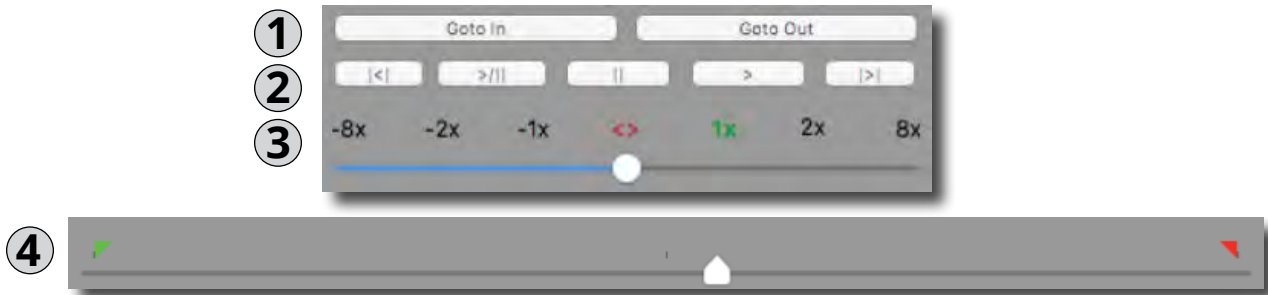 1 Goto In Goto Out
2 |<| >/|| || > |>|
3 -8x -2x -1x <> 1x 2x 8x
4